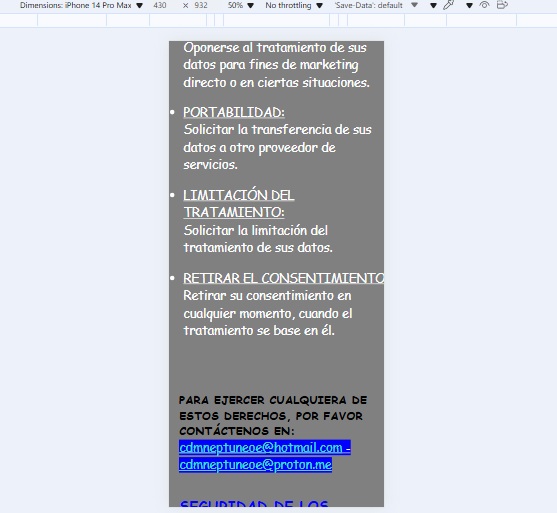 Dimensions: iPhone 14 Pro Max ▼ 430 × 932 50% ▼ No throttling ▼ 'Save-Data': default ▼
Oponerse al tratamiento de sus
datos para fines de marketing
directo o en ciertas situaciones.
• PORTABILIDAD:
Solicitar la transferencia de sus
datos a otro proveedor de
servicios.
• LIMITACIÓN DEL
TRATAMIENTO:
Solicitar la limitación del
tratamiento de sus datos.
• RETIRAR EL CONSENTIMIENTO
Retirar su consentimiento en
cualquier momento, cuando el
tratamiento se base en él.
PARA EJERCER CUALQUIERA DE
ESTOS DERECHOS, POR FAVOR
CONTÁCTENOS EN:
cdmneptuneoe@hotmail.com -
cdmneptuneoe@proton.me
SEGURIDAD DE LOS